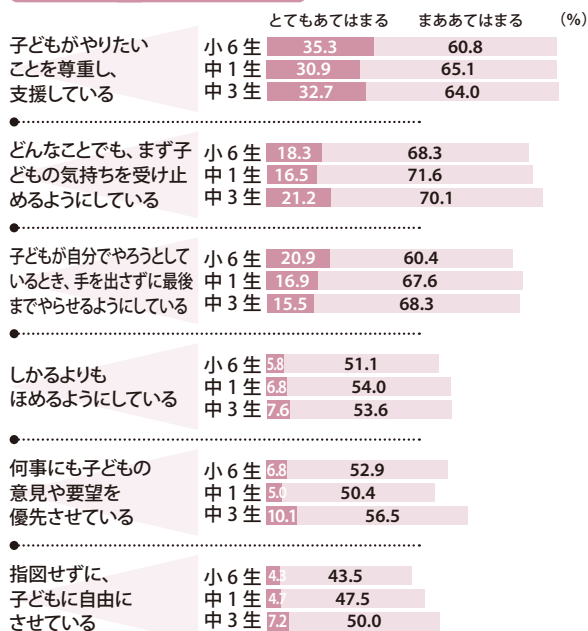 とてもあてはまる まああてはまる (%)
子どもがやりたい
ことを尊重し、
支援している
小6生 35.3 60.8
中1生 30.9 65.1
中3生 32.7 64.0
どんなことでも、まず子
どもの気持ちを受け止
めるようにしている
小6生 18.3 68.3
中1生 16.5 71.6
中3生 21.2 70.1
子どもが自分でやろうとして
いるとき、手を出さずに最後
までやらせるようにしている
小6生 20.9 60.4
中1生 16.9 67.6
中3生 15.5 68.3
しかるよりも
ほめるようにしている
小6生 5.8 51.1
中1生 6.8 54.0
中3生 7.6 53.6
何事にも子どもの
意見や要望を
優先させている
小6生 6.8 52.9
中1生 5.0 50.4
中3生 10.1 56.5
指図せずに、
子どもに自由に
させている
小6生 4.3 43.5
中1生 4.7 47.5
中3生 7.2 50.0